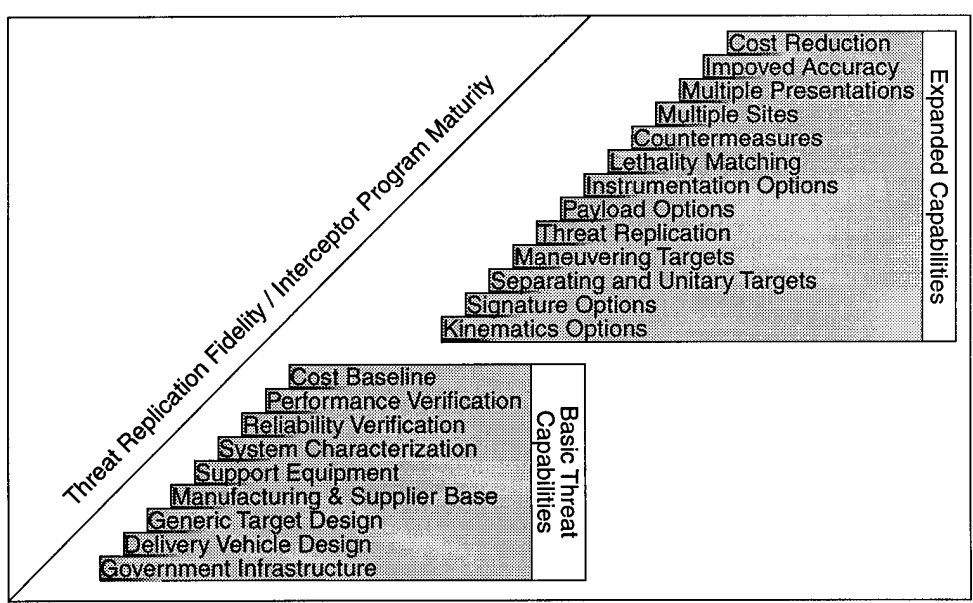 Threat Replication Fidelity / Interceptor Program Maturity
Cost Reduction
Impoved Accuracy
Multiple Presentations
Multiple Sites
Countermeasures
Lethality Matching
Instrumentation Options
Payload Options
Threat Replication
Maneuvering Targets
Separating and Unitary Targets
Signature Options
Kinematics Options
Expanded Capabilities
Cost Baseline
Performance Verification
Reliability Verification
System Characterization
Support Equipment
Manufacturing & Supplier Base
Generic Target Design
Delivery Vehicle Design
Government Infrastructure
Basic Threat
Capabilities